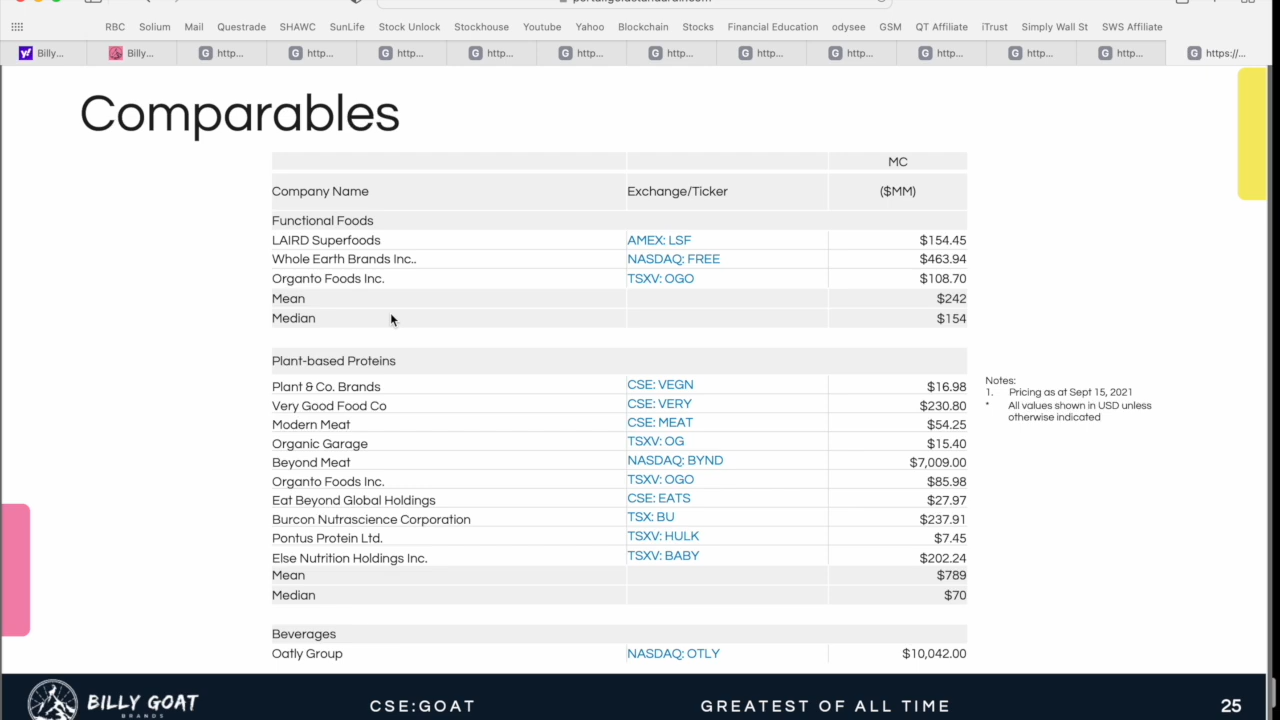 RBC Solium Mail Questrade SHAWC SunLife Stock Unlock Stockhouse Youtube Yahoo Blockchain Stocks Financial Education odysee GSM QT Affiliate iTrust Simply Wall St SWS Affiliate
Billy... Billy... http... http... http... http... http... http... http... http... http... http... http... https://...
Comparables
MC
Company Name Exchange/Ticker ($MM)
Functional Foods
LAIRD Superfoods AMEX: LSF $154.45
Whole Earth Brands Inc.. NASDAQ: FREE $463.94
Organto Foods Inc. TSXV: OGO $108.70
Mean $242
Median $154
Plant-based Proteins
Plant & Co. Brands CSE: VEGN $16.98
Very Good Food Co CSE: VERY $230.80
Modern Meat CSE: MEAT $54.25
Organic Garage TSXV: OG $15.40
Beyond Meat NASDAQ: BYND $7,009.00
Organto Foods Inc. TSXV: OGO $85.98
Eat Beyond Global Holdings CSE: EATS $27.97
Burcon Nutrascience Corporation TSX: BU $237.91
Pontus Protein Ltd. TSXV: HULK $7.45
Else Nutrition Holdings Inc. TSXV: BABY $202.24
Mean $789
Median $70
Notes:
1. Pricing as at Sept 15, 2021
* All values shown in USD unless
otherwise indicated
Beverages
Oatly Group NASDAQ: OTLY $10,042.00
BILLY GOAT
BRANDS
CSE:GOAT
GREATEST OF ALL TIME
25